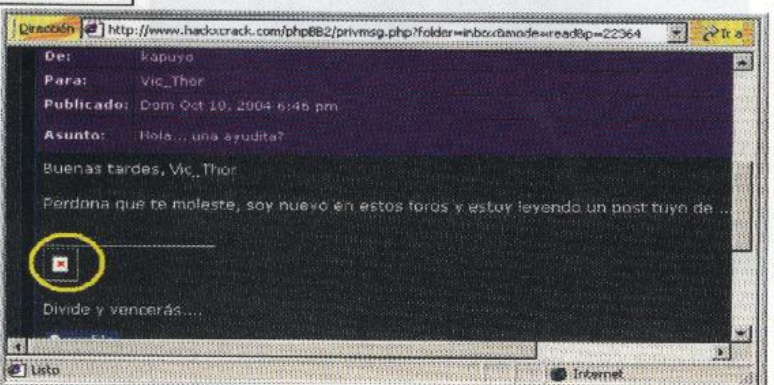 Dirección http://www.hackxcrack.com/phpBB2/privmsg.php?folder=inbox&mode=read&p=22364 Ir a
De: kapuyo
Para: Vic_Thor
Publicado: Dom Oct 10, 2004 6:46 pm
Asunto: Hola... una ayudita?
Buenas tardes, Vic_Thor
Perdona que te moleste, soy nuevo en estos foros y estoy leyendo un post tuyo de ...
Divide y vencerás....
Listo Internet